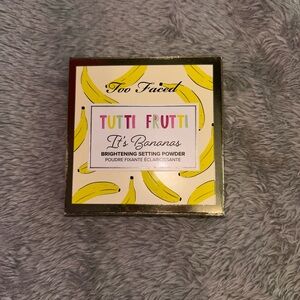 Too Faced
TUTTI FRUTTI
It's Bananas
BRIGHTENING SETTING POWDER
POUDRE FIXANTE ÉCLAIRCISSANTE